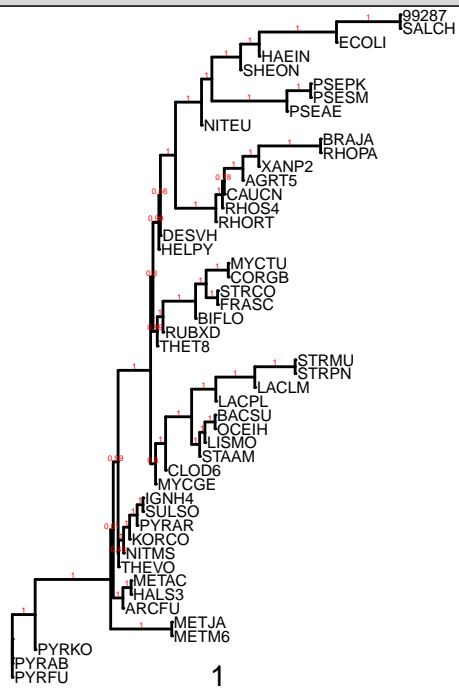 99287
SALCH
ECOLI
HAEIN
SHEON
PSEPK
PSESM
PSEAE
NITEU
BRAJA
RHOPA
XANP2
AGRT5
CAUCN
RHOS4
RHORT
DESVH
HELPY
MYCTU
CORGB
STRCO
FRASC
BIFLO
RUBXD
THET8
STRMU
STRPN
LACLM
LACPL
BACSU
OCEIH
LISMO
STAAM
CLOD6
MYCGE
IGNH4
SULSO
PYRAR
KORCO
NITMS
THEVO
METAC
HALS3
ARCFU
METJA
METM6
PYRKO
PYRAB
PYRFU
1